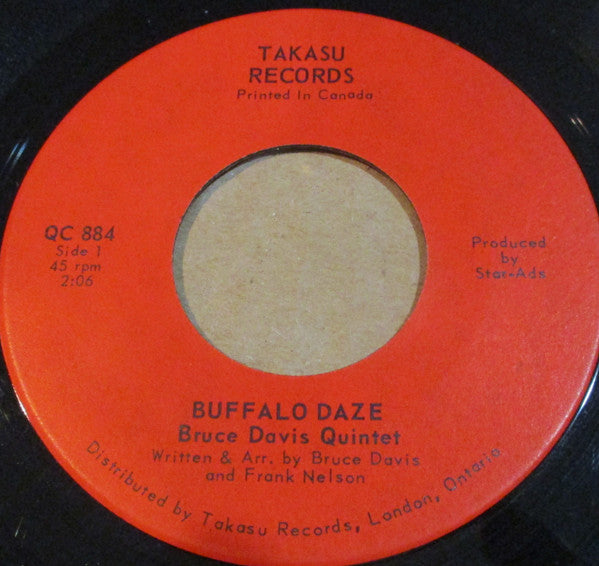 TAKASU
RECORDS
Printed In Canada
QC 884
Side 1
45 rpm
2:06
Produced
by
Star-Ads
BUFFALO DAZE
Bruce Davis Quintet
Written & Arr. by Bruce Davis
and Frank Nelson
Distributed by Takasu Records, London, Ontario